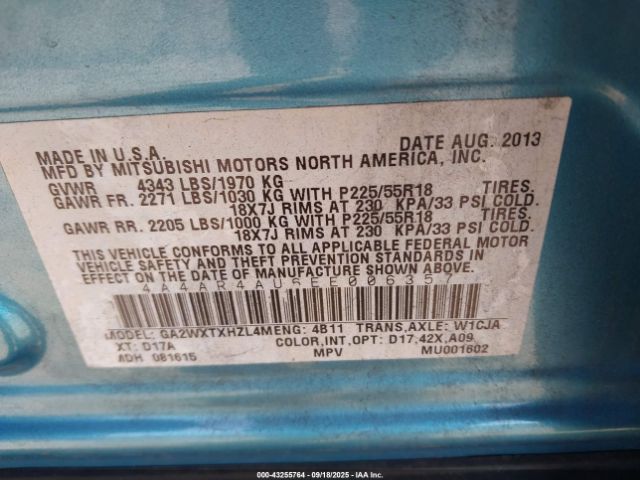 MADE IN U.S.A. DATE AUG. 2013
MFD BY MITSUBISHI MOTORS NORTH AMERICA, INC.
GVWR 4343 LBS/1970 KG
GAWR FR. 2271 LBS/1030 KG WITH P225/55R18 TIRES.
18X7J RIMS AT 230 KPA/33 PSI COLD.
GAWR RR. 2205 LBS/1000 KG WITH P225/55R18 TIRES.
18X7J RIMS AT 230 KPA/33 PSI COLD.
THIS VEHICLE CONFORMS TO ALL APPLICABLE FEDERAL MOTOR
VEHICLE SAFETY AND THEFT PREVENTION STANDARDS IN
EFFECT ON THE DATE OF MANUFACTURE SHOWN ABOVE.
4A4AR4AU5EE006357
MODEL: GA2WXTXHZL4M ENG: 4B11 TRANS,AXLE: W1CJA
XT: D17A COLOR,INT,OPT: D17,42X,A09
ADH 081615 MPV MU001602
000-43255764 - 09/18/2025 - IAA Inc.